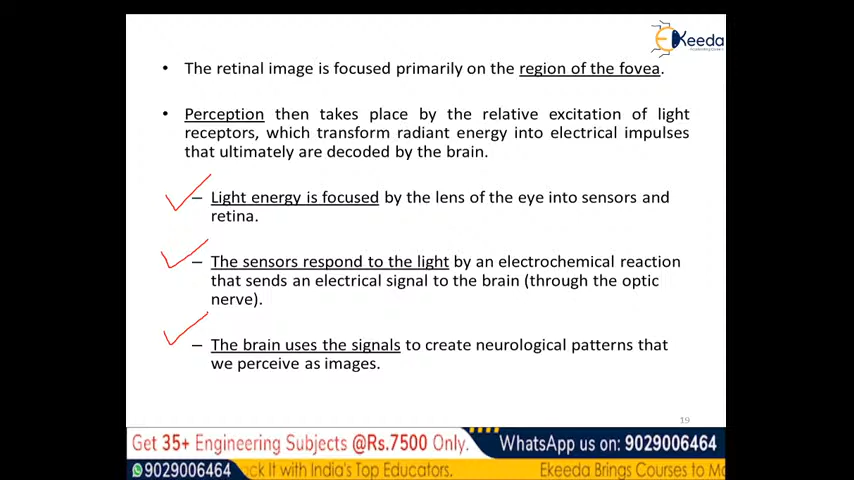 Ekeeda
• The retinal image is focused primarily on the region of the fovea.
• Perception then takes place by the relative excitation of light
receptors, which transform radiant energy into electrical impulses
that ultimately are decoded by the brain.
– Light energy is focused by the lens of the eye into sensors and
retina.
– The sensors respond to the light by an electrochemical reaction
that sends an electrical signal to the brain (through the optic
nerve).
– The brain uses the signals to create neurological patterns that
we perceive as images.
19
Get 35+ Engineering Subjects @Rs.7500 Only. WhatsApp us on: 9029006464
9029006464 ack It with India's Top Educators. Ekeeda Brings Courses to Ma